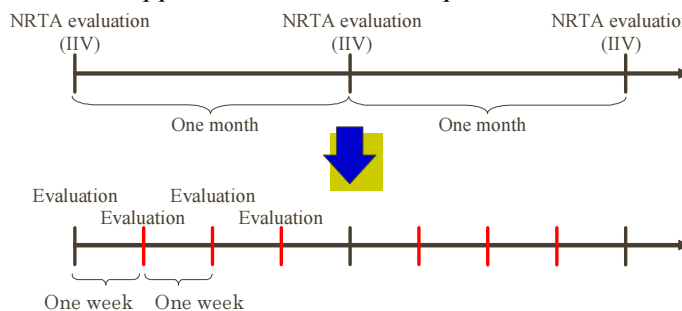 NRTA evaluation
(IIV)
NRTA evaluation
(IIV)
NRTA evaluation
(IIV)
One month
One month
Evaluation
Evaluation
Evaluation
Evaluation
One week
One week